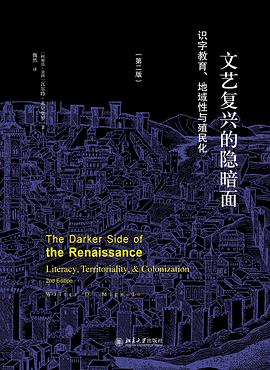 文艺复兴的隐暗面
识字教育、地域性与殖民化
（第二版）
魏然 译
The Darker Side of
the Renaissance
Literacy, Territoriality, & Colonization
2nd Edition
Walter D. Mignolo
北京大学出版社